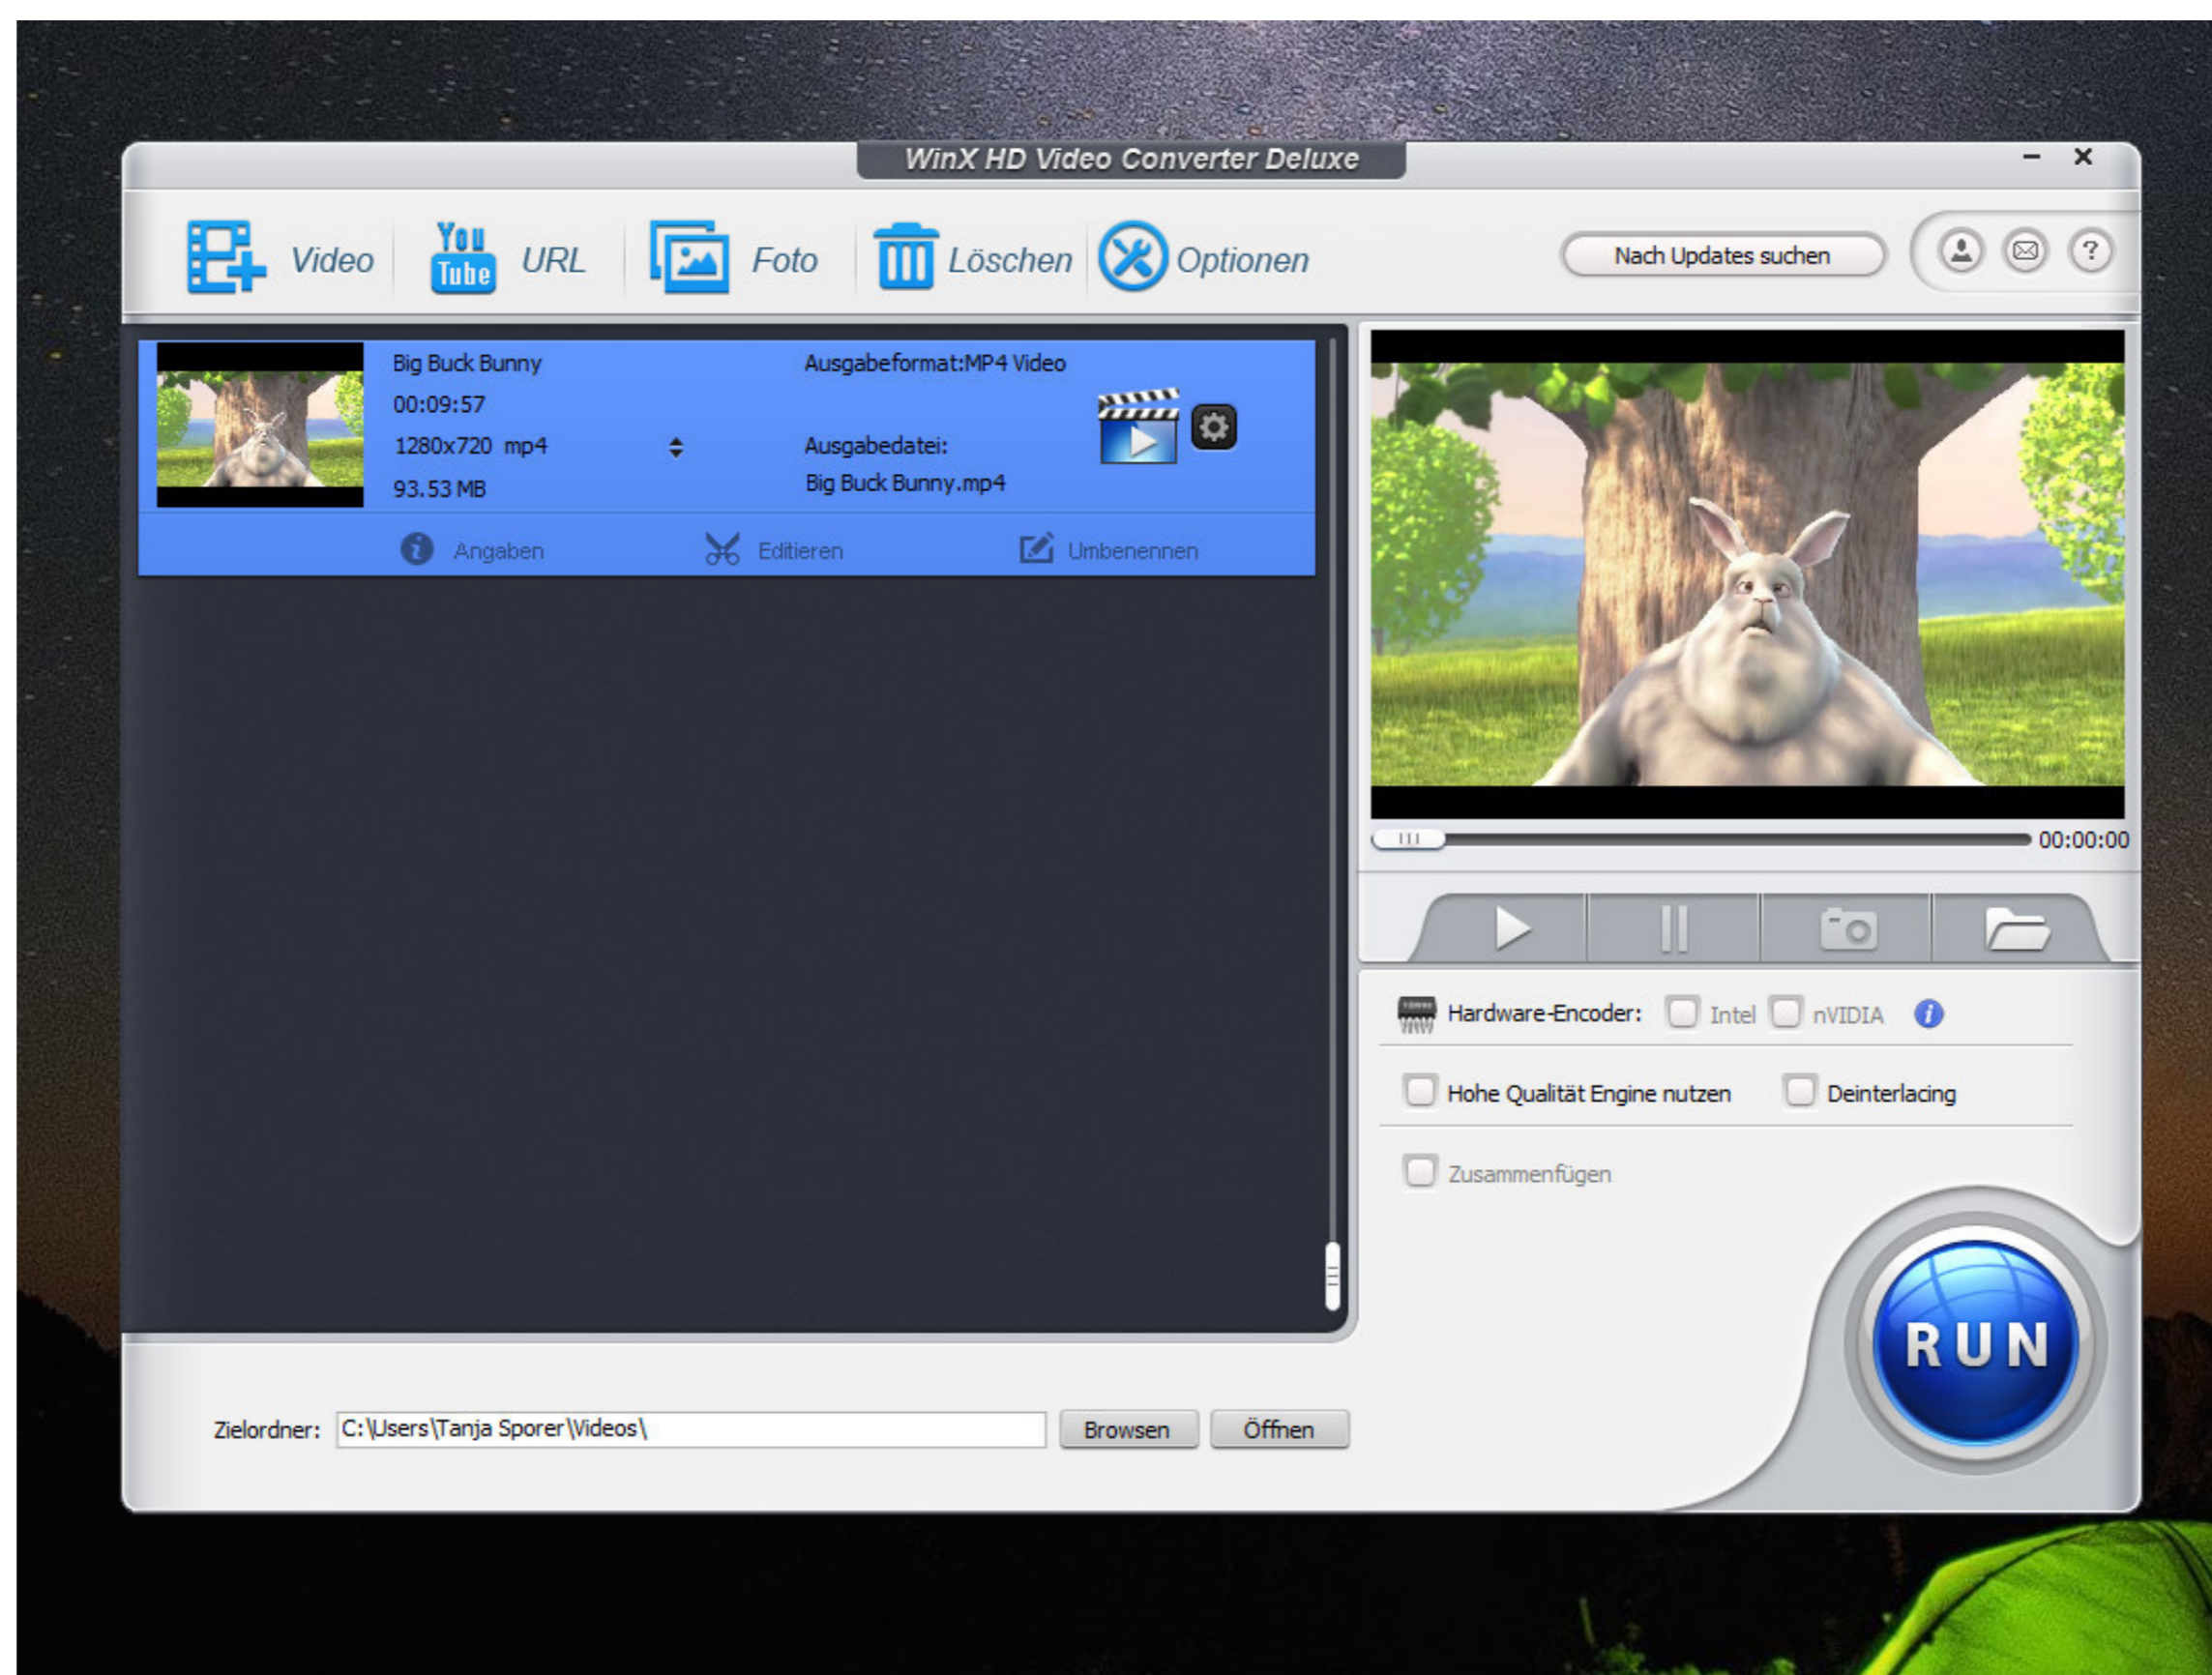 WinX HD Video Converter Deluxe
Video
You Tube
URL
Foto
Löschen
Optionen
Nach Updates suchen
?
Big Buck Bunny
00:09:57
1280x720 mp4
93.53 MB
Ausgabeformat:MP4 Video
Ausgabedatei:
Big Buck Bunny.mp4
i Angaben
Editieren
Umbenennen
00:00:00
Hardware-Encoder: Intel nVIDIA i
Hohe Qualität Engine nutzen Deinterlacing
Zusammenfügen
RUN
Zielordner: C:\Users\Tanja Sporer\Videos\ Browsen Öffnen